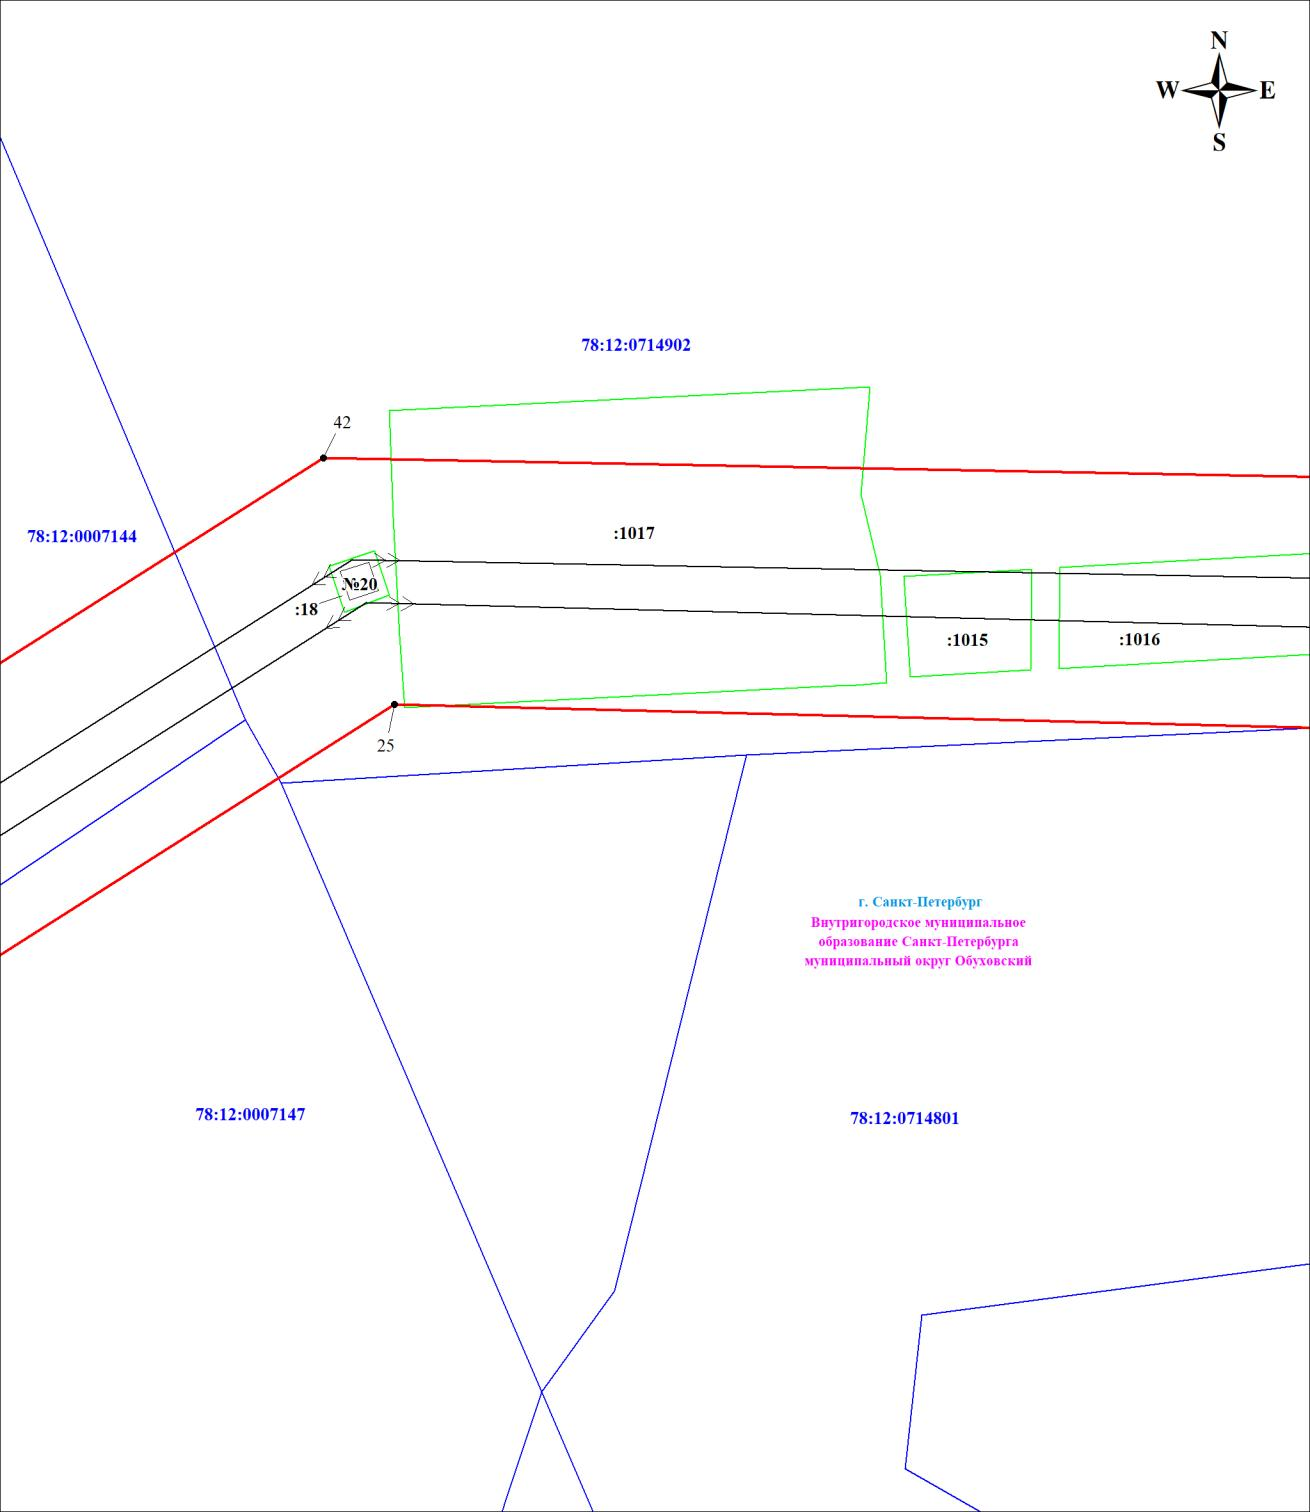 N
W E
S
78:12:0714902
42
78:12:0007144
:1017
№20
:18
:1015
:1016
25
г. Санкт-Петербург
Внутригородское муниципальное
образование Санкт-Петербурга
муниципальный округ Обуховский
78:12:0007147
78:12:0714801